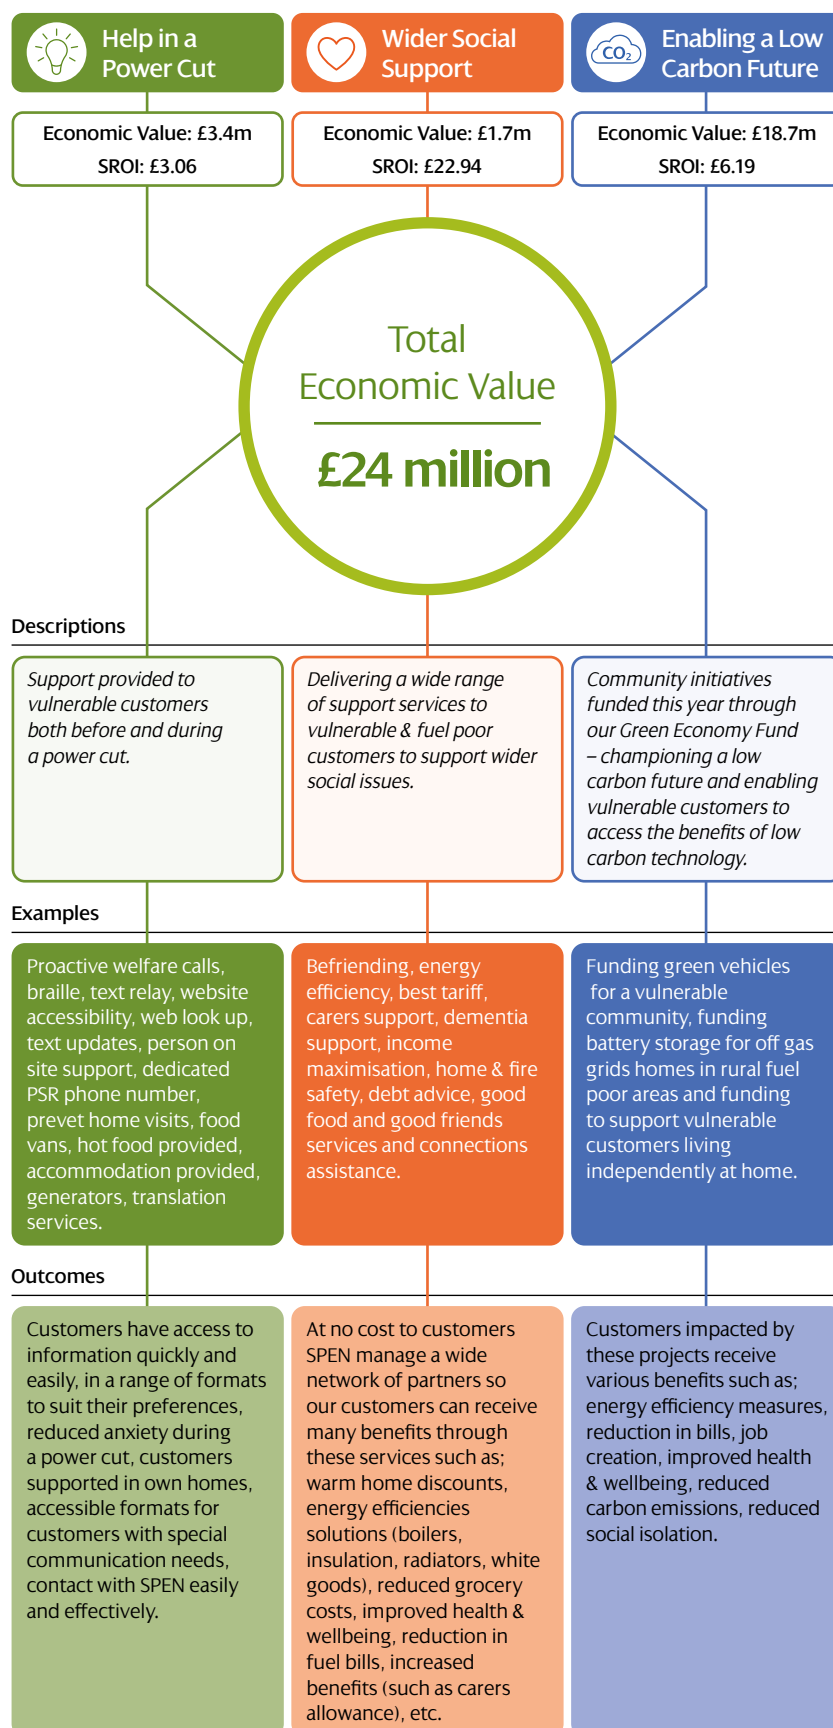 Help in a
Power Cut
Wider Social
Support
CO₂
Enabling a Low
Carbon Future
Economic Value: £3.4m
SROI: £3.06
Economic Value: £1.7m
SROI: £22.94
Economic Value: £18.7m
SROI: £6.19
Total
Economic Value
£24 million
Descriptions
Support provided to
vulnerable customers
both before and during
a power cut.
Delivering a wide range
of support services to
vulnerable & fuel poor
customers to support wider
social issues.
Community initiatives
funded this year through
our Green Economy Fund
– championing a low
carbon future and enabling
vulnerable customers to
access the benefits of low
carbon technology.
Examples
Proactive welfare calls,
braille, text relay, website
accessibility, web look up,
text updates, person on
site support, dedicated
PSR phone number,
prevet home visits, food
vans, hot food provided,
accommodation provided,
generators, translation
services.
Befriending, energy
efficiency, best tariff,
carers support, dementia
support, income
maximisation, home & fire
safety, debt advice, good
food and good friends
services and connections
assistance.
Funding green vehicles
for a vulnerable
community, funding
battery storage for off gas
grids homes in rural fuel
poor areas and funding
to support vulnerable
customers living
independently at home.
Outcomes
Customers have access to
information quickly and
easily, in a range of formats
to suit their preferences,
reduced anxiety during
a power cut, customers
supported in own homes,
accessible formats for
customers with special
communication needs,
contact with SPEN easily
and effectively.
At no cost to customers
SPEN manage a wide
network of partners so
our customers can receive
many benefits through
these services such as;
warm home discounts,
energy efficiencies
solutions (boilers,
insulation, radiators, white
goods), reduced grocery
costs, improved health &
wellbeing, reduction in
fuel bills, increased
benefits (such as carers
allowance), etc.
Customers impacted by
these projects receive
various benefits such as;
energy efficiency measures,
reduction in bills, job
creation, improved health
& wellbeing, reduced
carbon emissions, reduced
social isolation.